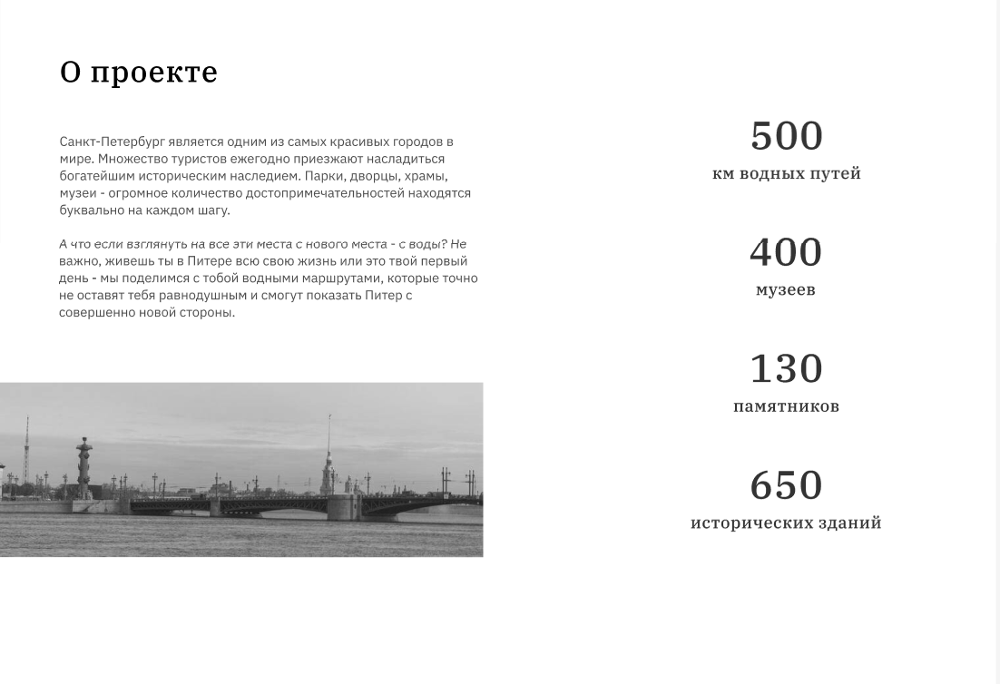 О проекте
Санкт-Петербург является одним из самых красивых городов в
мире. Множество туристов ежегодно приезжают насладиться
богатейшим историческим наследием. Парки, дворцы, храмы,
музеи - огромное количество достопримечательностей находятся
буквально на каждом шагу.
А что если взглянуть на все эти места с нового места - с воды? Не
важно, живешь ты в Питере всю свою жизнь или это твой первый
день - мы поделимся с тобой водными маршрутами, которые точно
не оставят тебя равнодушным и смогут показать Питер с
совершенно новой стороны.
500
км водных путей
400
музеев
130
памятников
650
исторических зданий